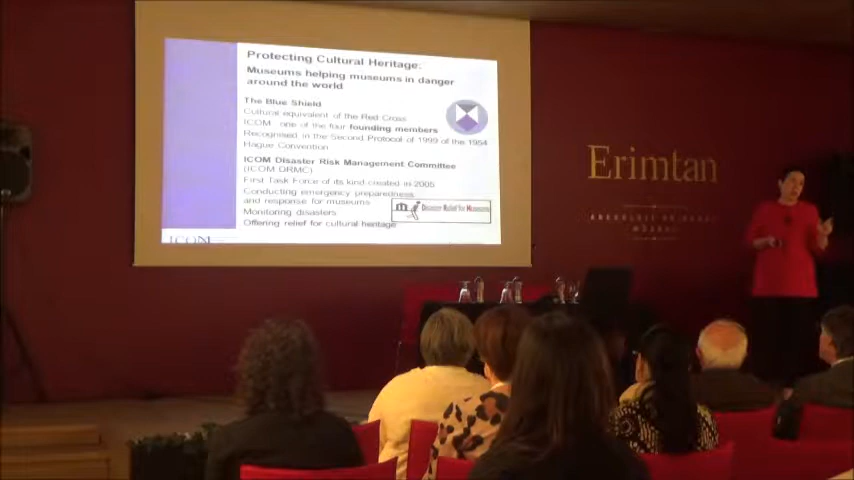 Protecting Cultural Heritage:
Museums helping museums in danger
around the world
The Blue Shield
Cultural equivalent of the Red Cross
ICOM one of the four founding members
Recognised in the Second Protocol of 1999 of the 1954
Hague Convention
ICOM Disaster Risk Management Committee
(ICOM DRMC)
First Task Force of its kind created in 2005
Conducting emergency preparedness
and response for museums
Monitoring disasters
Offering relief for cultural heritage
Disaster Relief for Museums
ICOM
Erimtan